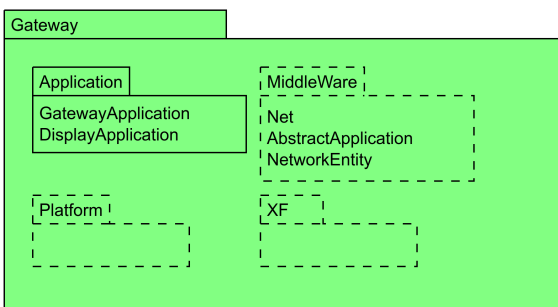 Gateway
Application
GatewayApplication
DisplayApplication
MiddleWare
Net
AbstractApplication
NetworkEntity
Platform
XF